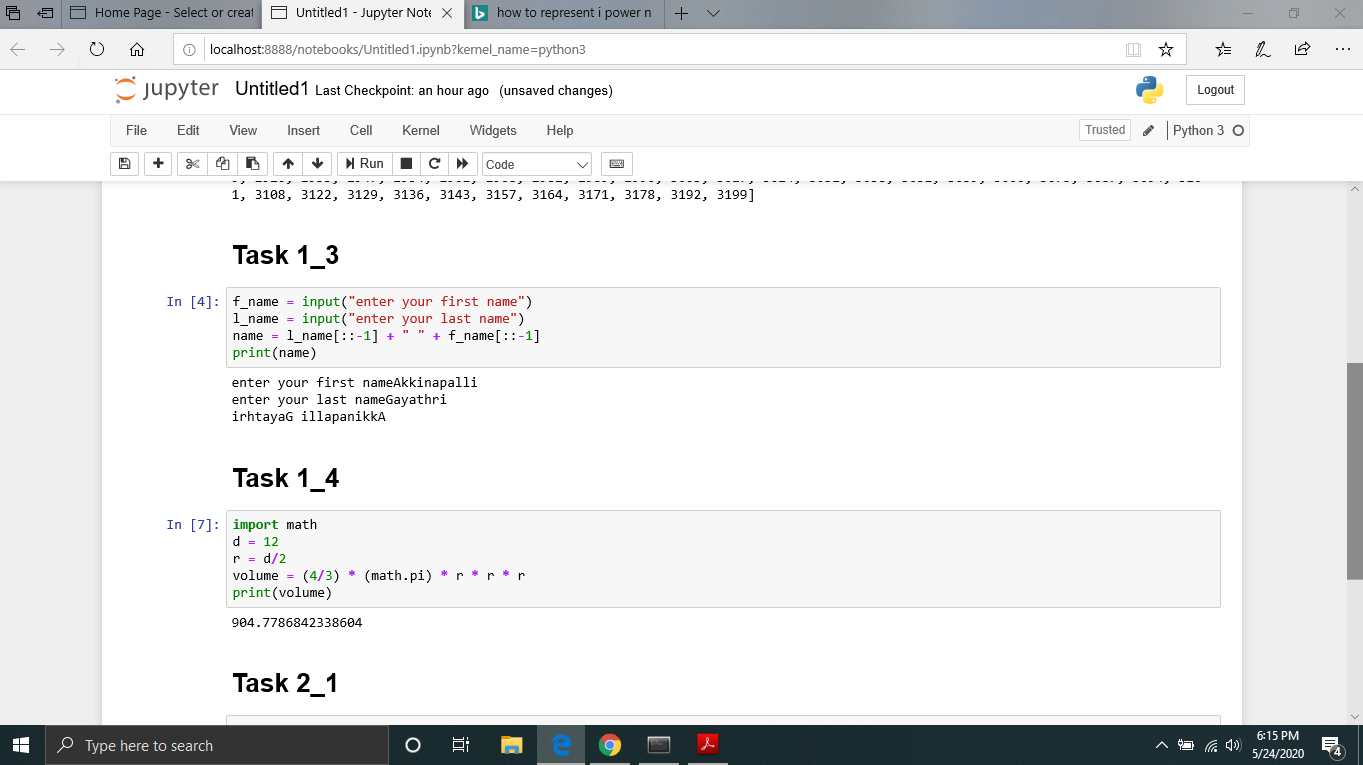 Home Page - Select or creat
Untitled1 - Jupyter Note
how to represent i power n
localhost:8888/notebooks/Untitled1.ipynb?kernel_name=python3
jupyter Untitled1 Last Checkpoint: an hour ago (unsaved changes)
Logout
File Edit View Insert Cell Kernel Widgets Help
Trusted Python 3
Run Code
1, 3108, 3122, 3129, 3136, 3143, 3157, 3164, 3171, 3178, 3192, 3199]
Task 1_3
In [4]: f_name = input("enter your first name")
l_name = input("enter your last name")
name = l_name[::-1] + " " + f_name[::-1]
print(name)
enter your first nameAkkinapalli
enter your last nameGayathri
irhtayaG illapanikkA
Task 1_4
In [7]: import math
d = 12
r = d/2
volume = (4/3) * (math.pi) * r * r * r
print(volume)
904.7786842338604
Task 2_1
Type here to search
6:15 PM
5/24/2020
4